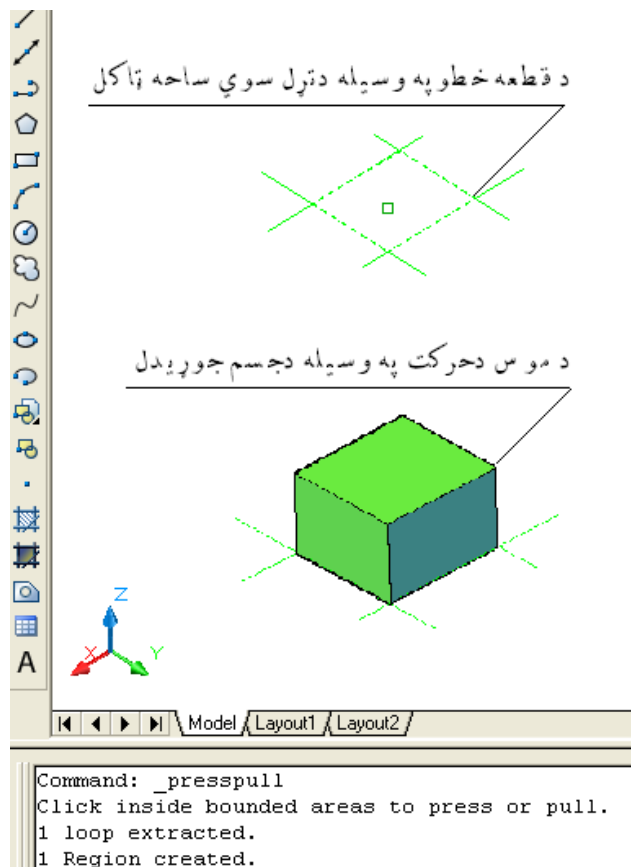 د قطعه خطو په وسیله دتړل سوي ساحه ټاکل
د موس دحرکت په وسیله دجسم جوړیدل
Z
X
Y
A
Model
Layout1
Layout2
Command: _presspull
Click inside bounded areas to press or pull.
1 loop extracted.
1 Region created.